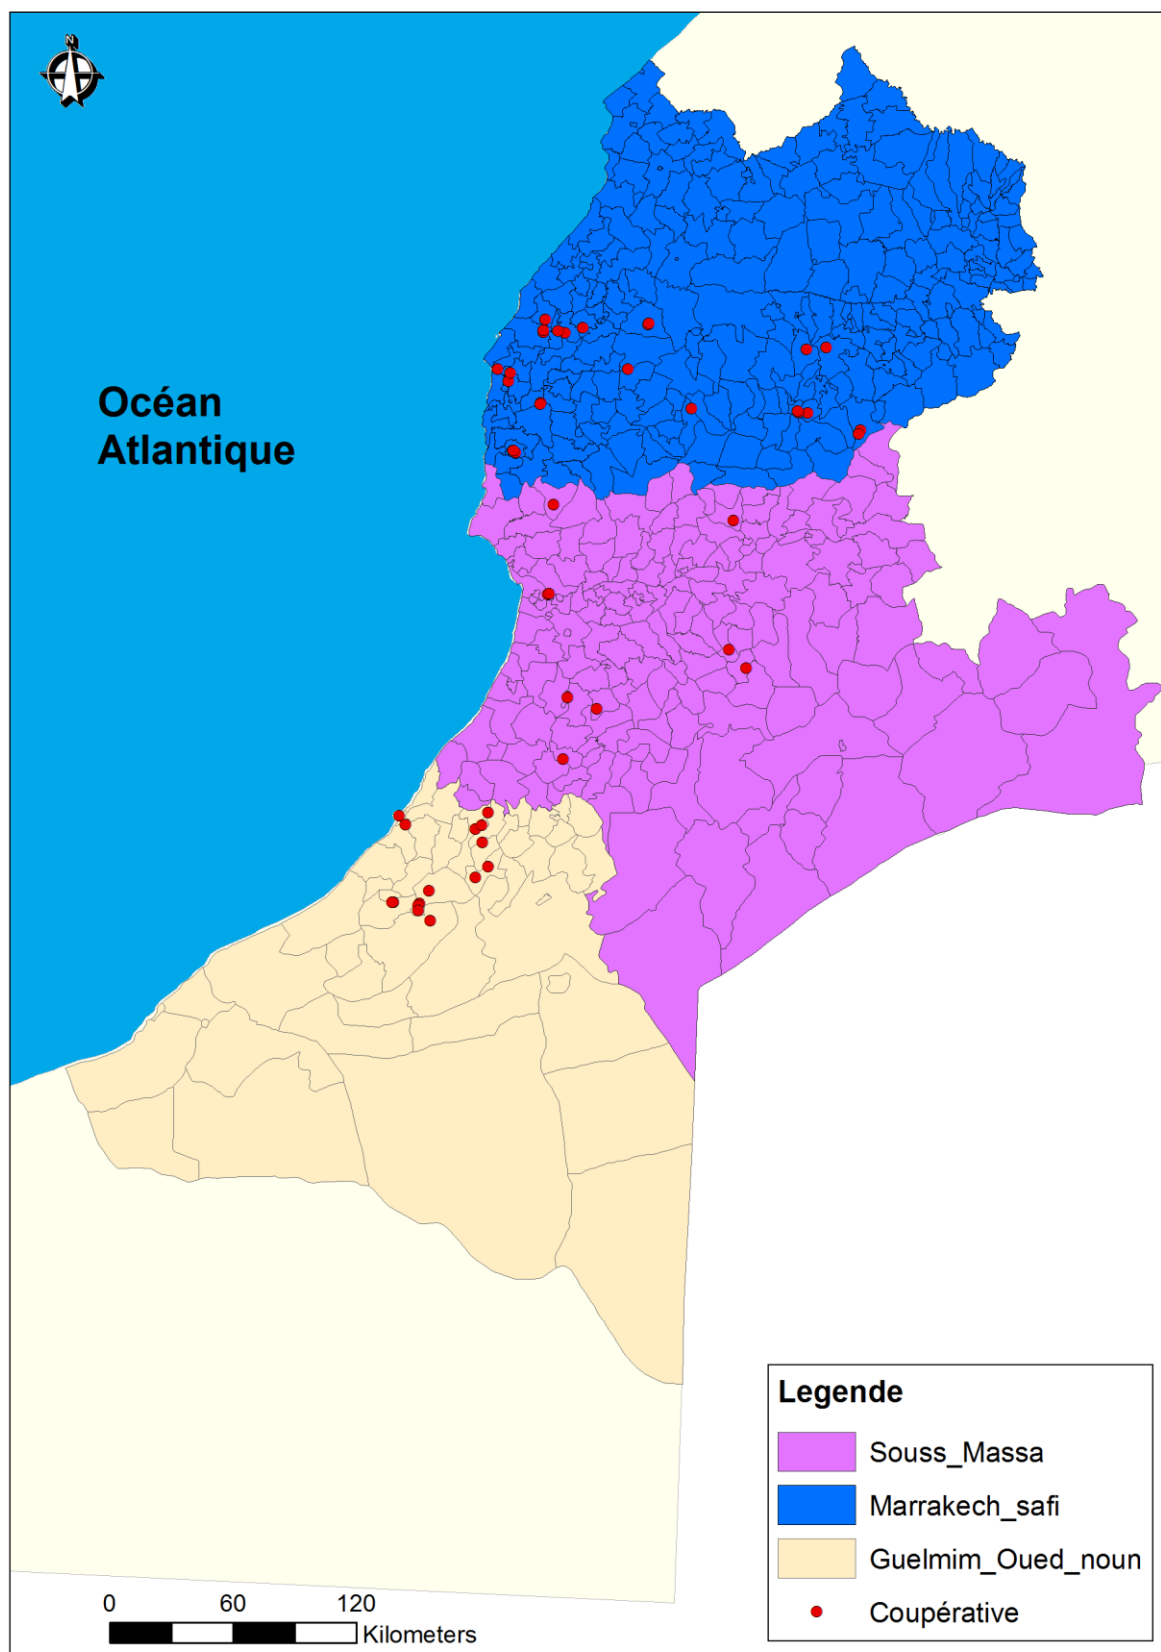 N
Océan
Atlantique
Legende
Souss_Massa
Marrakech_safi
Guelmim_Oued_noun
Coupérative
0 60 120
Kilometers